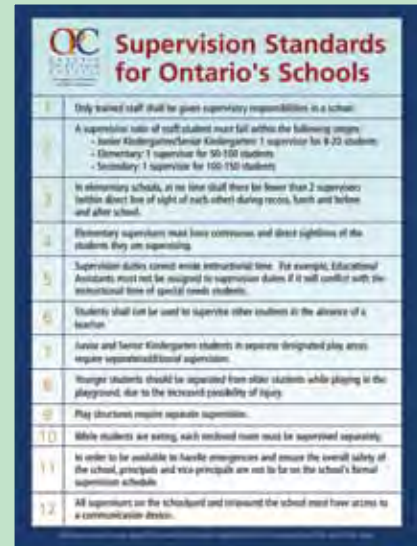 OPC
Supervision Standards
for Ontario's Schools
1 Only trained staff shall be given supervisory responsibilities in a school.
2 A supervision ratio of staff:student must fall within the following ranges:
- Junior Kindergarten/Senior Kindergarten: 1 supervisor for 8-20 students
- Elementary: 1 supervisor for 50-100 students
- Secondary: 1 supervisor for 100-150 students
3 In elementary schools, at no time shall there be fewer than 2 supervisors
(within direct line of sight of each other) during recess, lunch and before
and after school.
4 Elementary supervisors must have continuous and direct sightlines of the
students they are supervising.
5 Supervision duties cannot erode instructional time. For example, Educational
Assistants must not be assigned to supervision duties if it will conflict with the
instructional time of special needs students.
6 Students shall not be used to supervise other students in the absence of a
teacher.
7 Junior and Senior Kindergarten students in separate designated play areas
require separate/additional supervision.
8 Younger students should be separated from older students while playing in the
playground, due to the increased possibility of injury.
9 Play structures require separate supervision.
10 While students are eating, each enclosed room must be supervised separately.
11 In order to be available to handle emergencies and ensure the overall safety of
the school, principals and vice-principals are not to be on the school's formal
supervision schedule.
12 All supervisors on the schoolyard and in/around the school must have access to
a communication device.